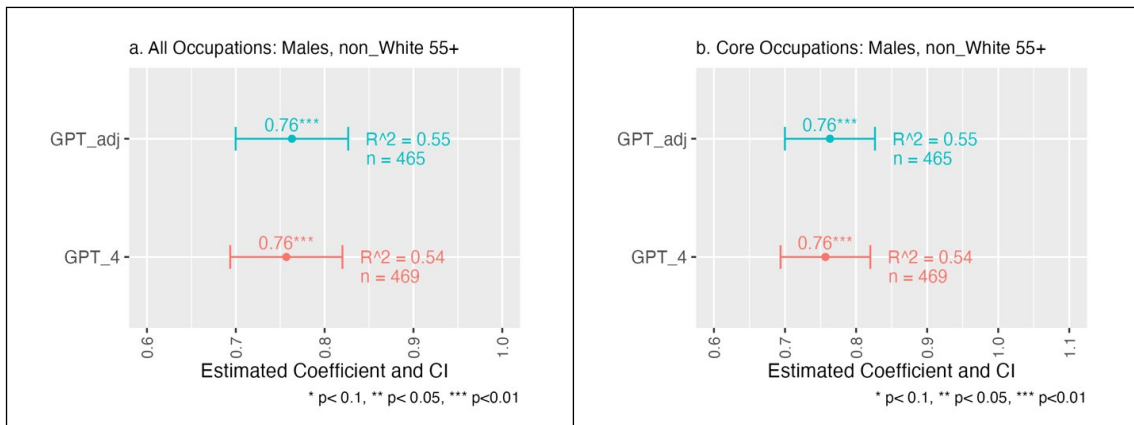 a. All Occupations: Males, non_White 55+
GPT_adj
0.76***
R^2 = 0.55
n = 465
GPT_4
0.76***
R^2 = 0.54
n = 469
0.6
0.7
0.8
0.9
1.0
Estimated Coefficient and CI
* p< 0.1, ** p< 0.05, *** p<0.01
b. Core Occupations: Males, non_White 55+
GPT_adj
0.76***
R^2 = 0.55
n = 465
GPT_4
0.76***
R^2 = 0.54
n = 469
0.6
0.7
0.8
0.9
1.0
1.1
Estimated Coefficient and CI
* p< 0.1, ** p< 0.05, *** p<0.01